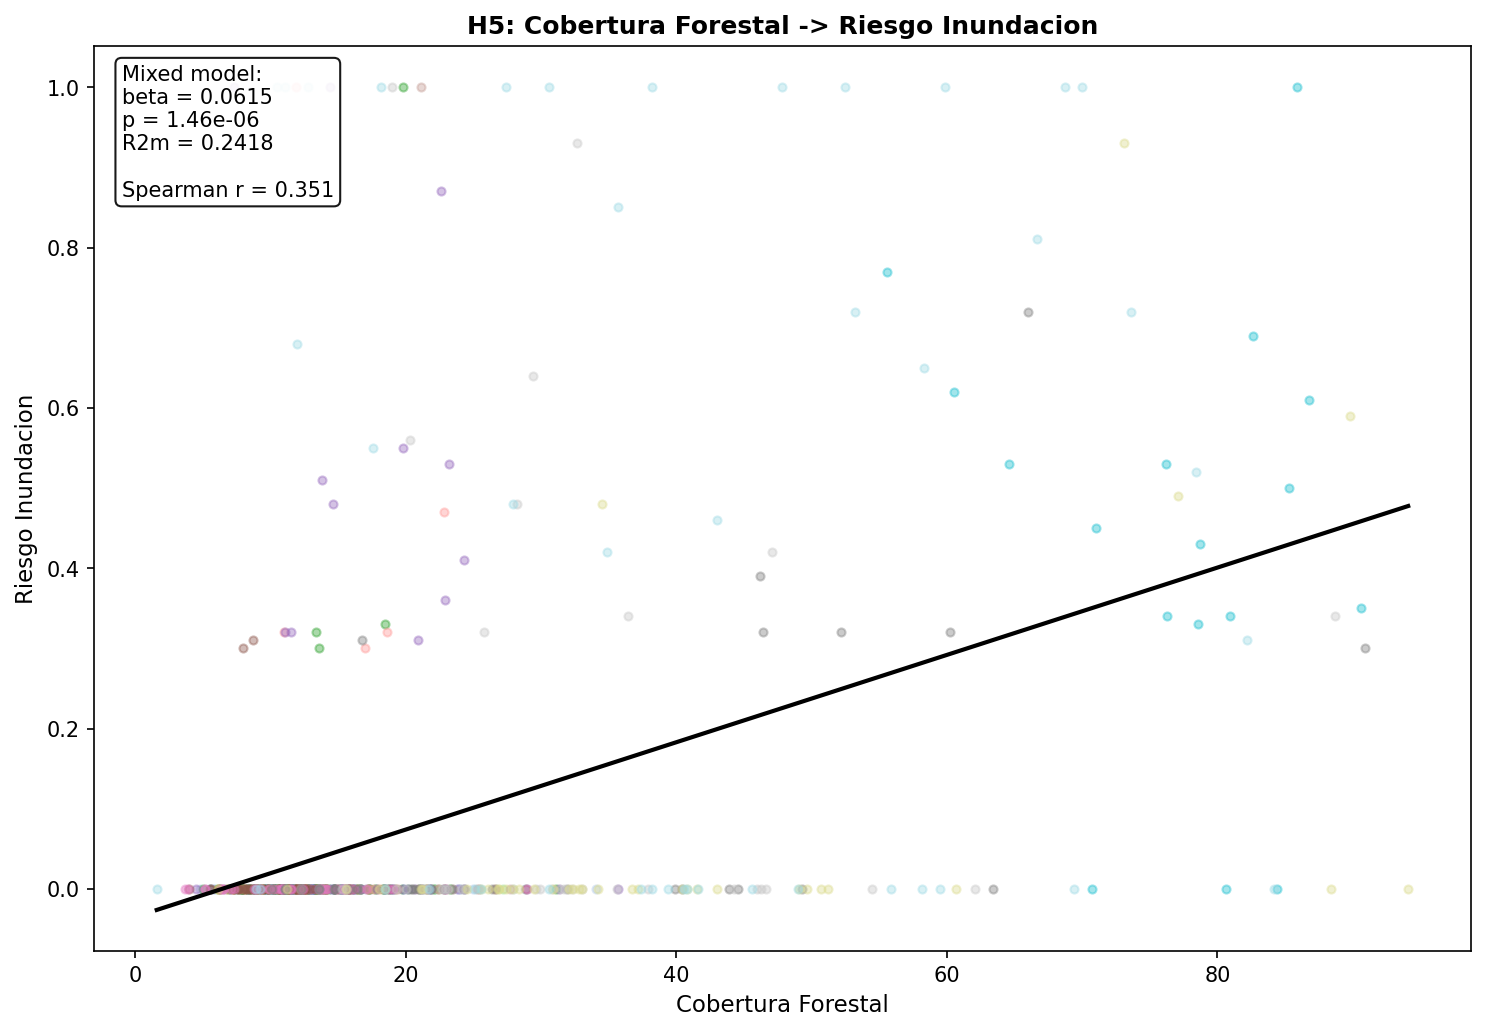 H5: Cobertura Forestal -> Riesgo Inundacion
Mixed model:
beta = 0.0615
p = 1.46e-06
R2m = 0.2418
Spearman r = 0.351
Riesgo Inundacion
1.0
0.8
0.6
0.4
0.2
0.0
0 20 40 60 80
Cobertura Forestal